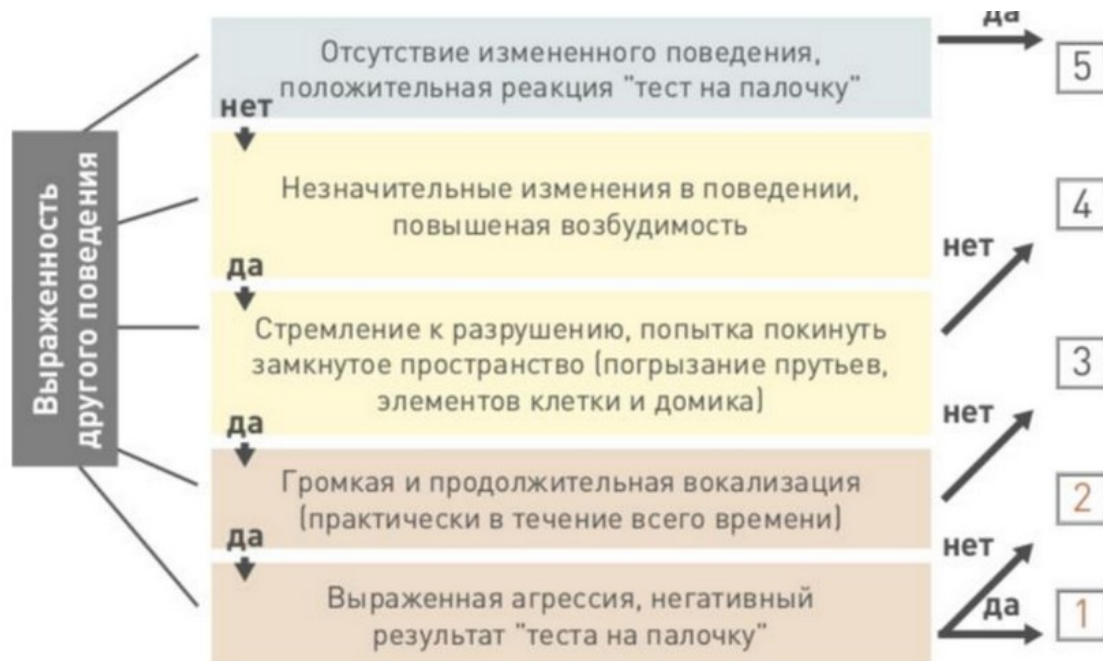 да
Отсутствие измененного поведения,
положительная реакция "тест на палочку"
5
нет
Выраженность
другого поведения
Незначительные изменения в поведении,
повышеная возбудимость
4
нет
да
Стремление к разрушению, попытка покинуть
замкнутое пространство (погрызание прутьев,
элементов клетки и домика)
3
нет
да
Громкая и продолжительная вокализация
(практически в течение всего времени)
2
нет
да
Выраженная агрессия, негативный
результат "теста на палочку"
да
1